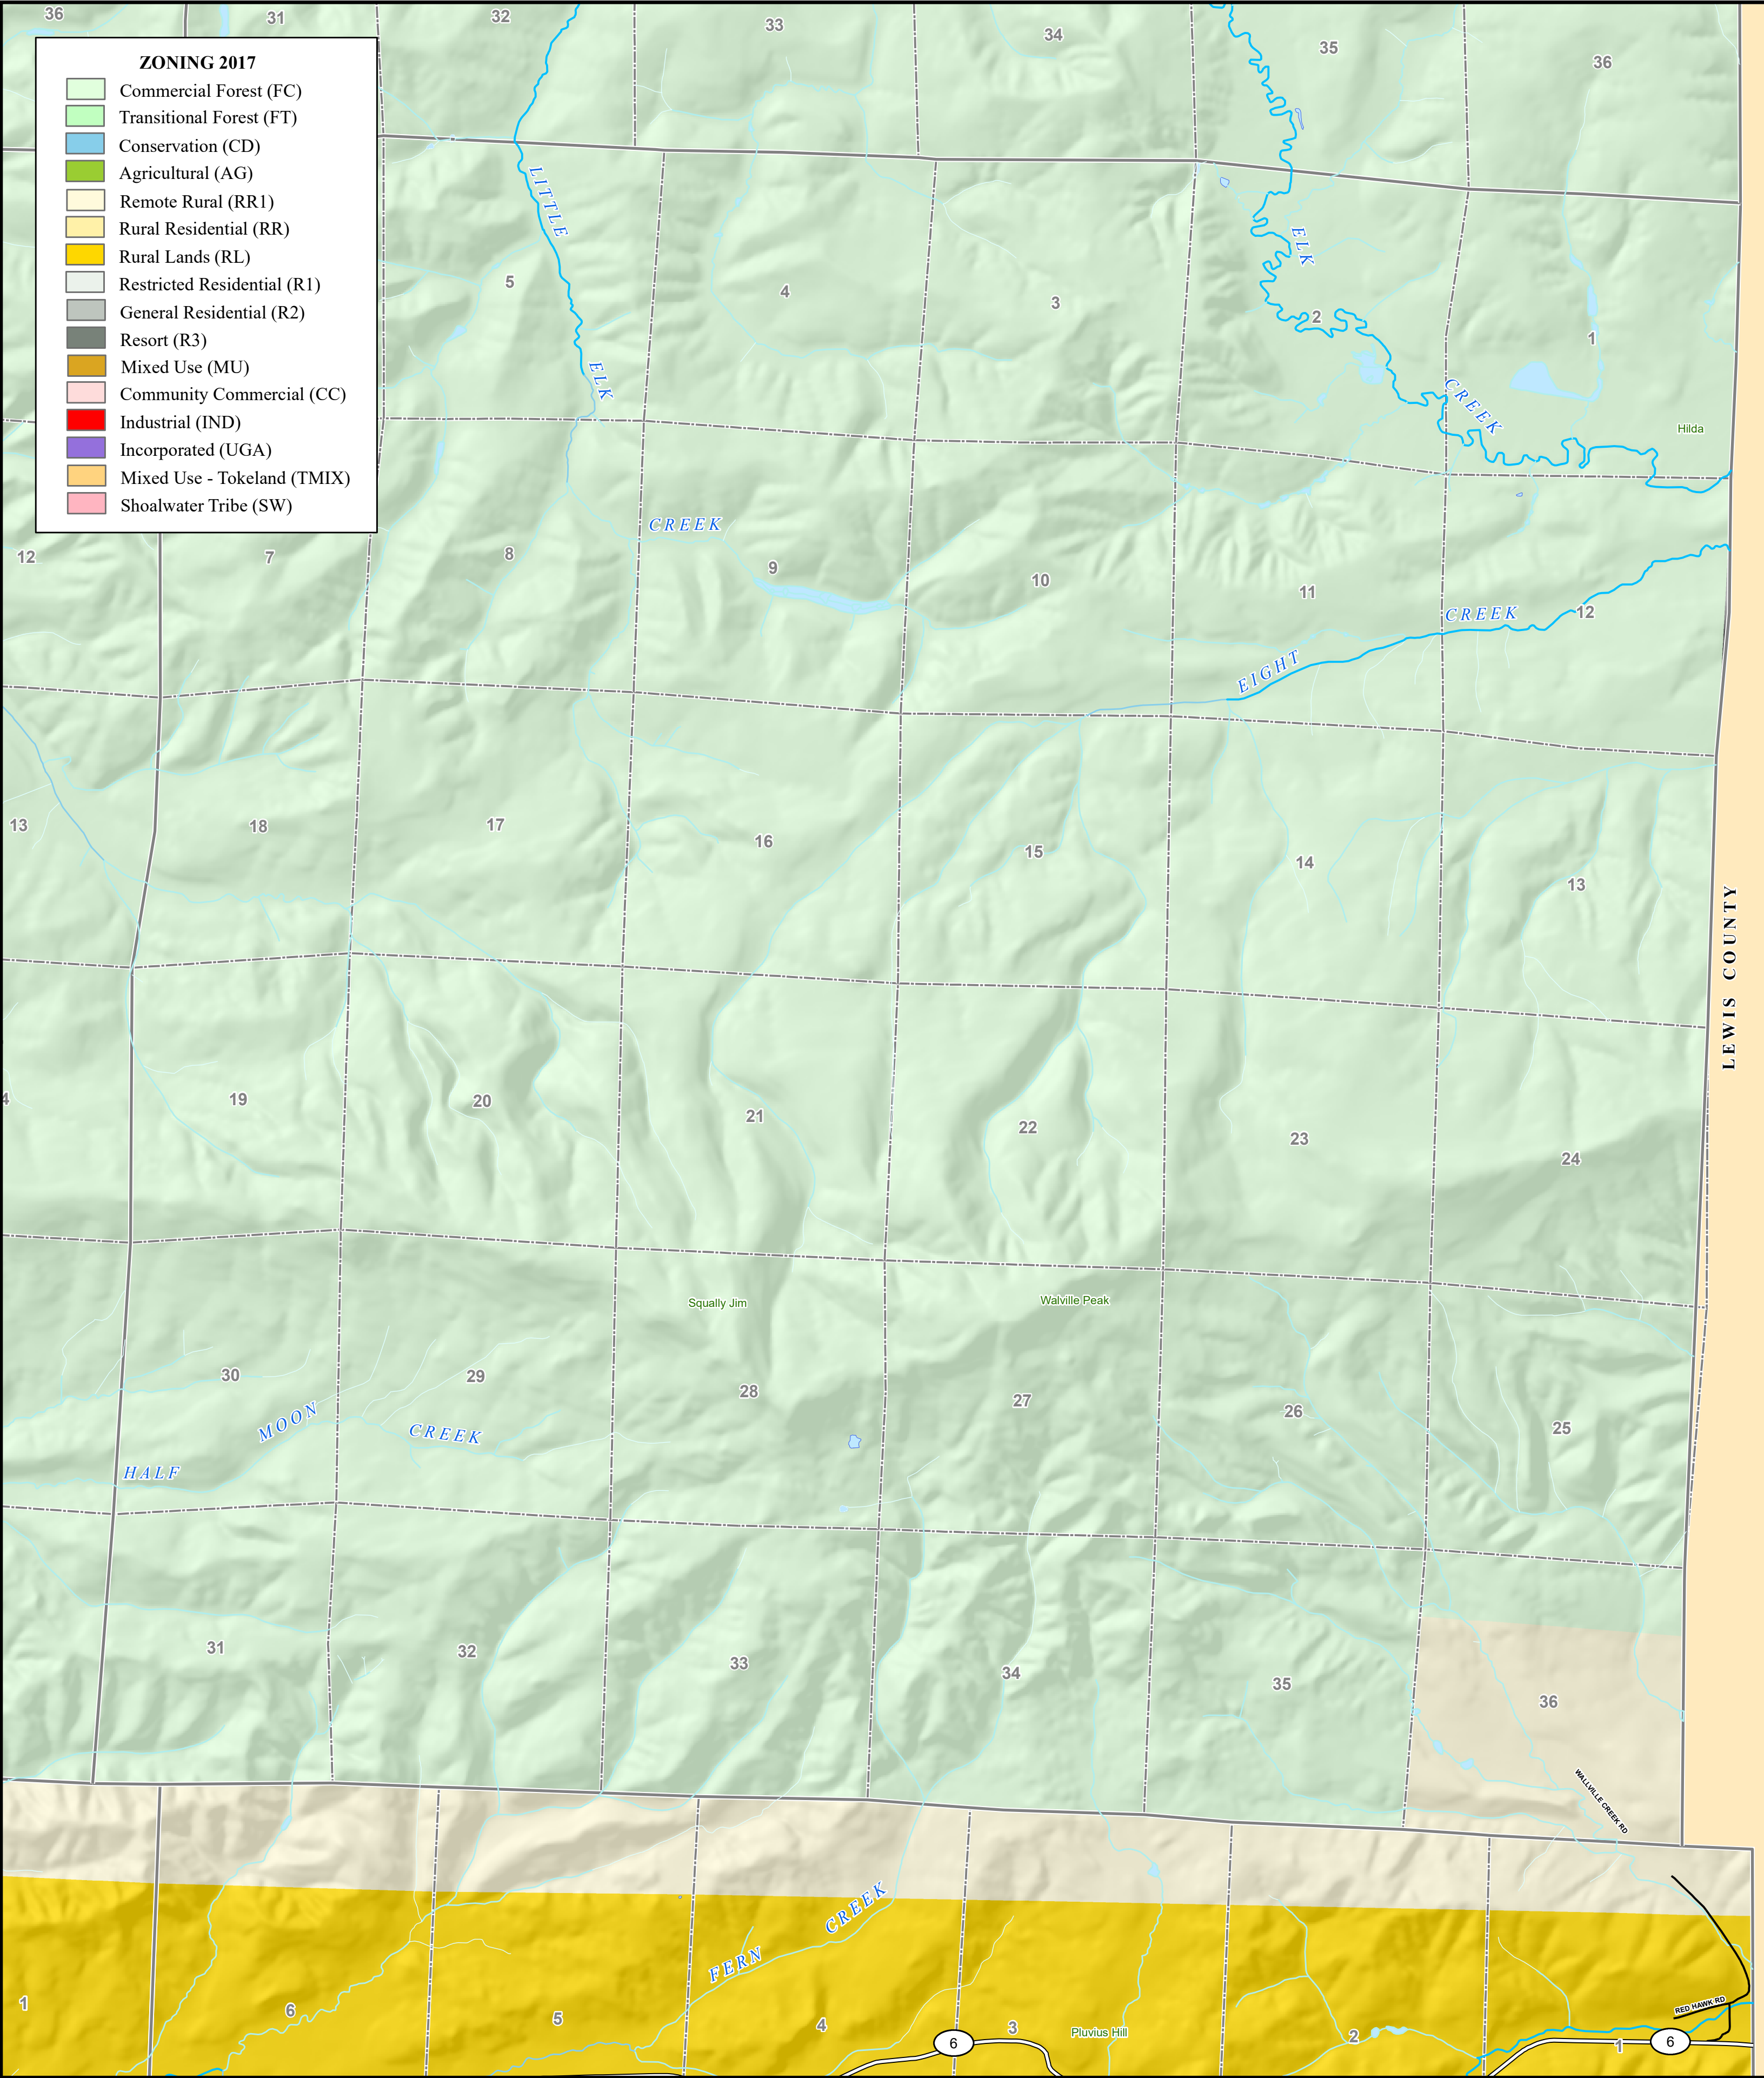 36
31
32
33
34
35
36
ZONING 2017
Commercial Forest (FC)
Transitional Forest (FT)
Conservation (CD)
Agricultural (AG)
Remote Rural (RR1)
Rural Residential (RR)
Rural Lands (RL)
Restricted Residential (R1)
General Residential (R2)
Resort (R3)
Mixed Use (MU)
Community Commercial (CC)
Industrial (IND)
Incorporated (UGA)
Mixed Use - Tokeland (TMIX)
Shoalwater Tribe (SW)
LITTLE
ELK
CREEK
ELK
CREEK
5
4
3
2
1
Hilda
12
7
8
9
10
11
12
EIGHT
CREEK
13
18
17
16
15
14
13
LEWIS COUNTY
4
19
20
21
22
23
24
Squally Jim
Walville Peak
30
29
28
27
26
25
HALF
MOON
CREEK
31
32
33
34
35
36
WALLVILLE CREEK RD
FERN
CREEK
1
6
5
4
3
2
1
Pluvius Hill
RED HAWK RD
6
6